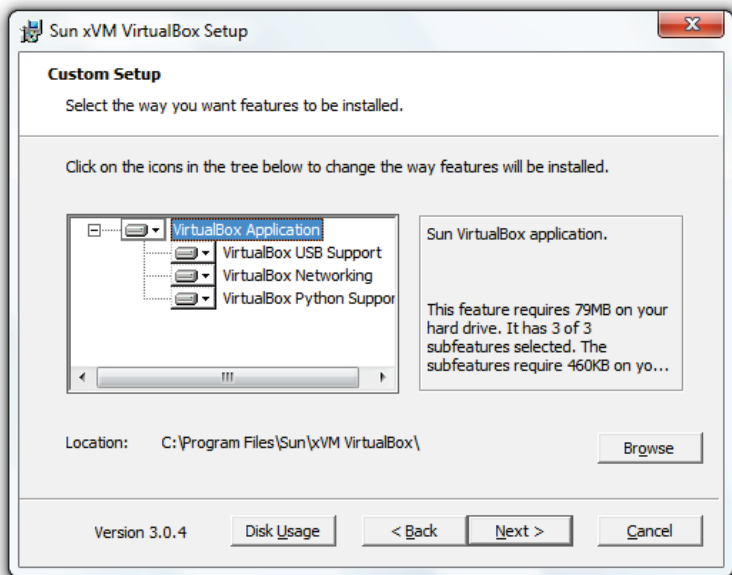 Sun xVM VirtualBox Setup
Custom Setup
Select the way you want features to be installed.
Click on the icons in the tree below to change the way features will be installed.
VirtualBox Application
VirtualBox USB Support
VirtualBox Networking
VirtualBox Python Suppor
Sun VirtualBox application.
This feature requires 79MB on your
hard drive. It has 3 of 3
subfeatures selected. The
subfeatures require 460KB on yo...
Location: C:\Program Files\Sun\xVM VirtualBox\
Browse
Version 3.0.4 Disk Usage < Back Next > Cancel